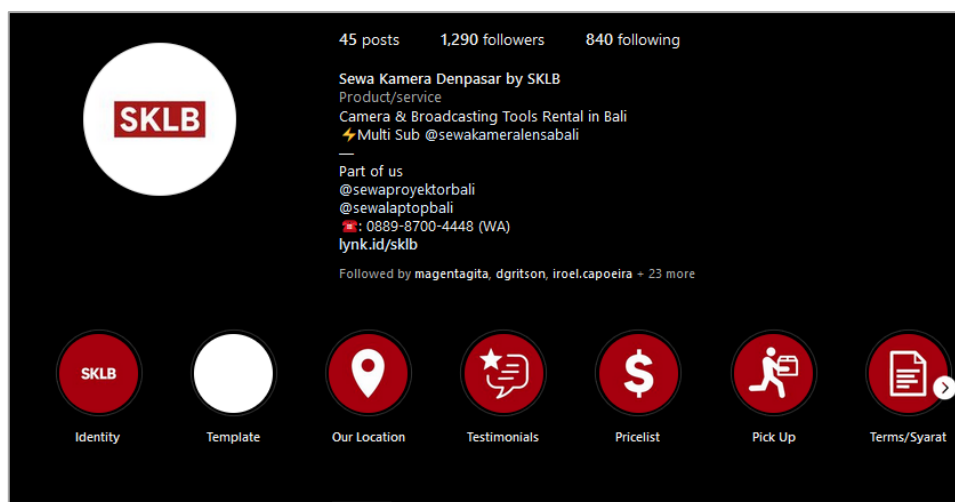 45 posts 1,290 followers 840 following
SKLB
Sewa Kamera Denpasar by SKLB
Product/service
Camera & Broadcasting Tools Rental in Bali
⚡Multi Sub @sewakameralensabali
—
Part of us
@sewaproyektorbali
@sewalaptopbali
☎️: 0889-8700-4448 (WA)
lynk.id/sklb
Followed by magentagita, dgritson, iroel.capoeira + 23 more
SKLB
Identity Template Our Location Testimonials Pricelist Pick Up Terms/Syarat